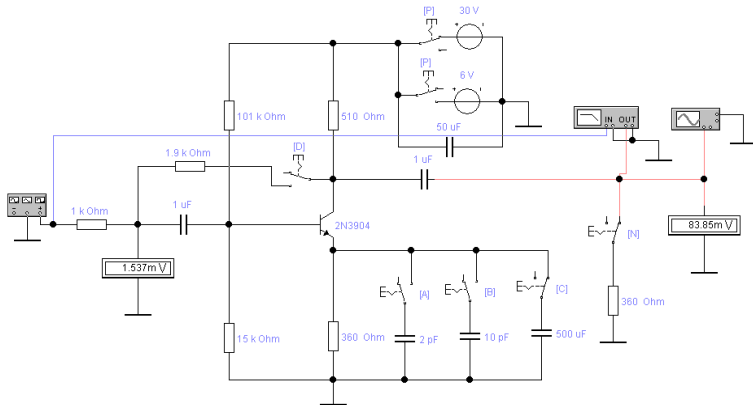 [P]
30 V
[P]
6 V
101 k Ohm
510 Ohm
50 uF
IN OUT
1.9 k Ohm
[D]
1 uF
1 k Ohm
1 uF
2N3904
[N]
83.85m V
1.537m V
[A]
[B]
[C]
360 Ohm
15 k Ohm
360 Ohm
2 pF
10 pF
500 uF